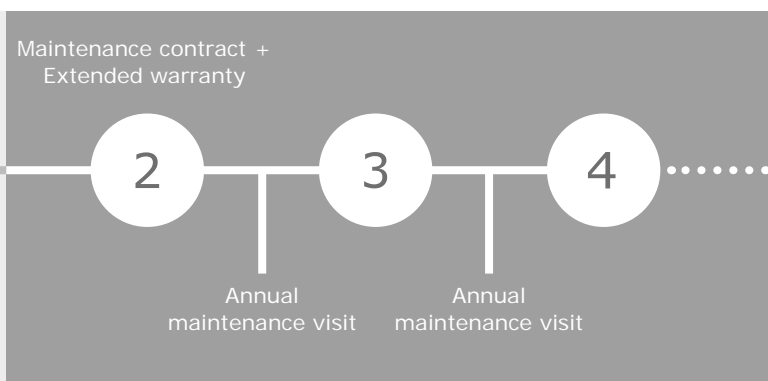 Maintenance contract +
Extended warranty
2
3
4
Annual
maintenance visit
Annual
maintenance visit